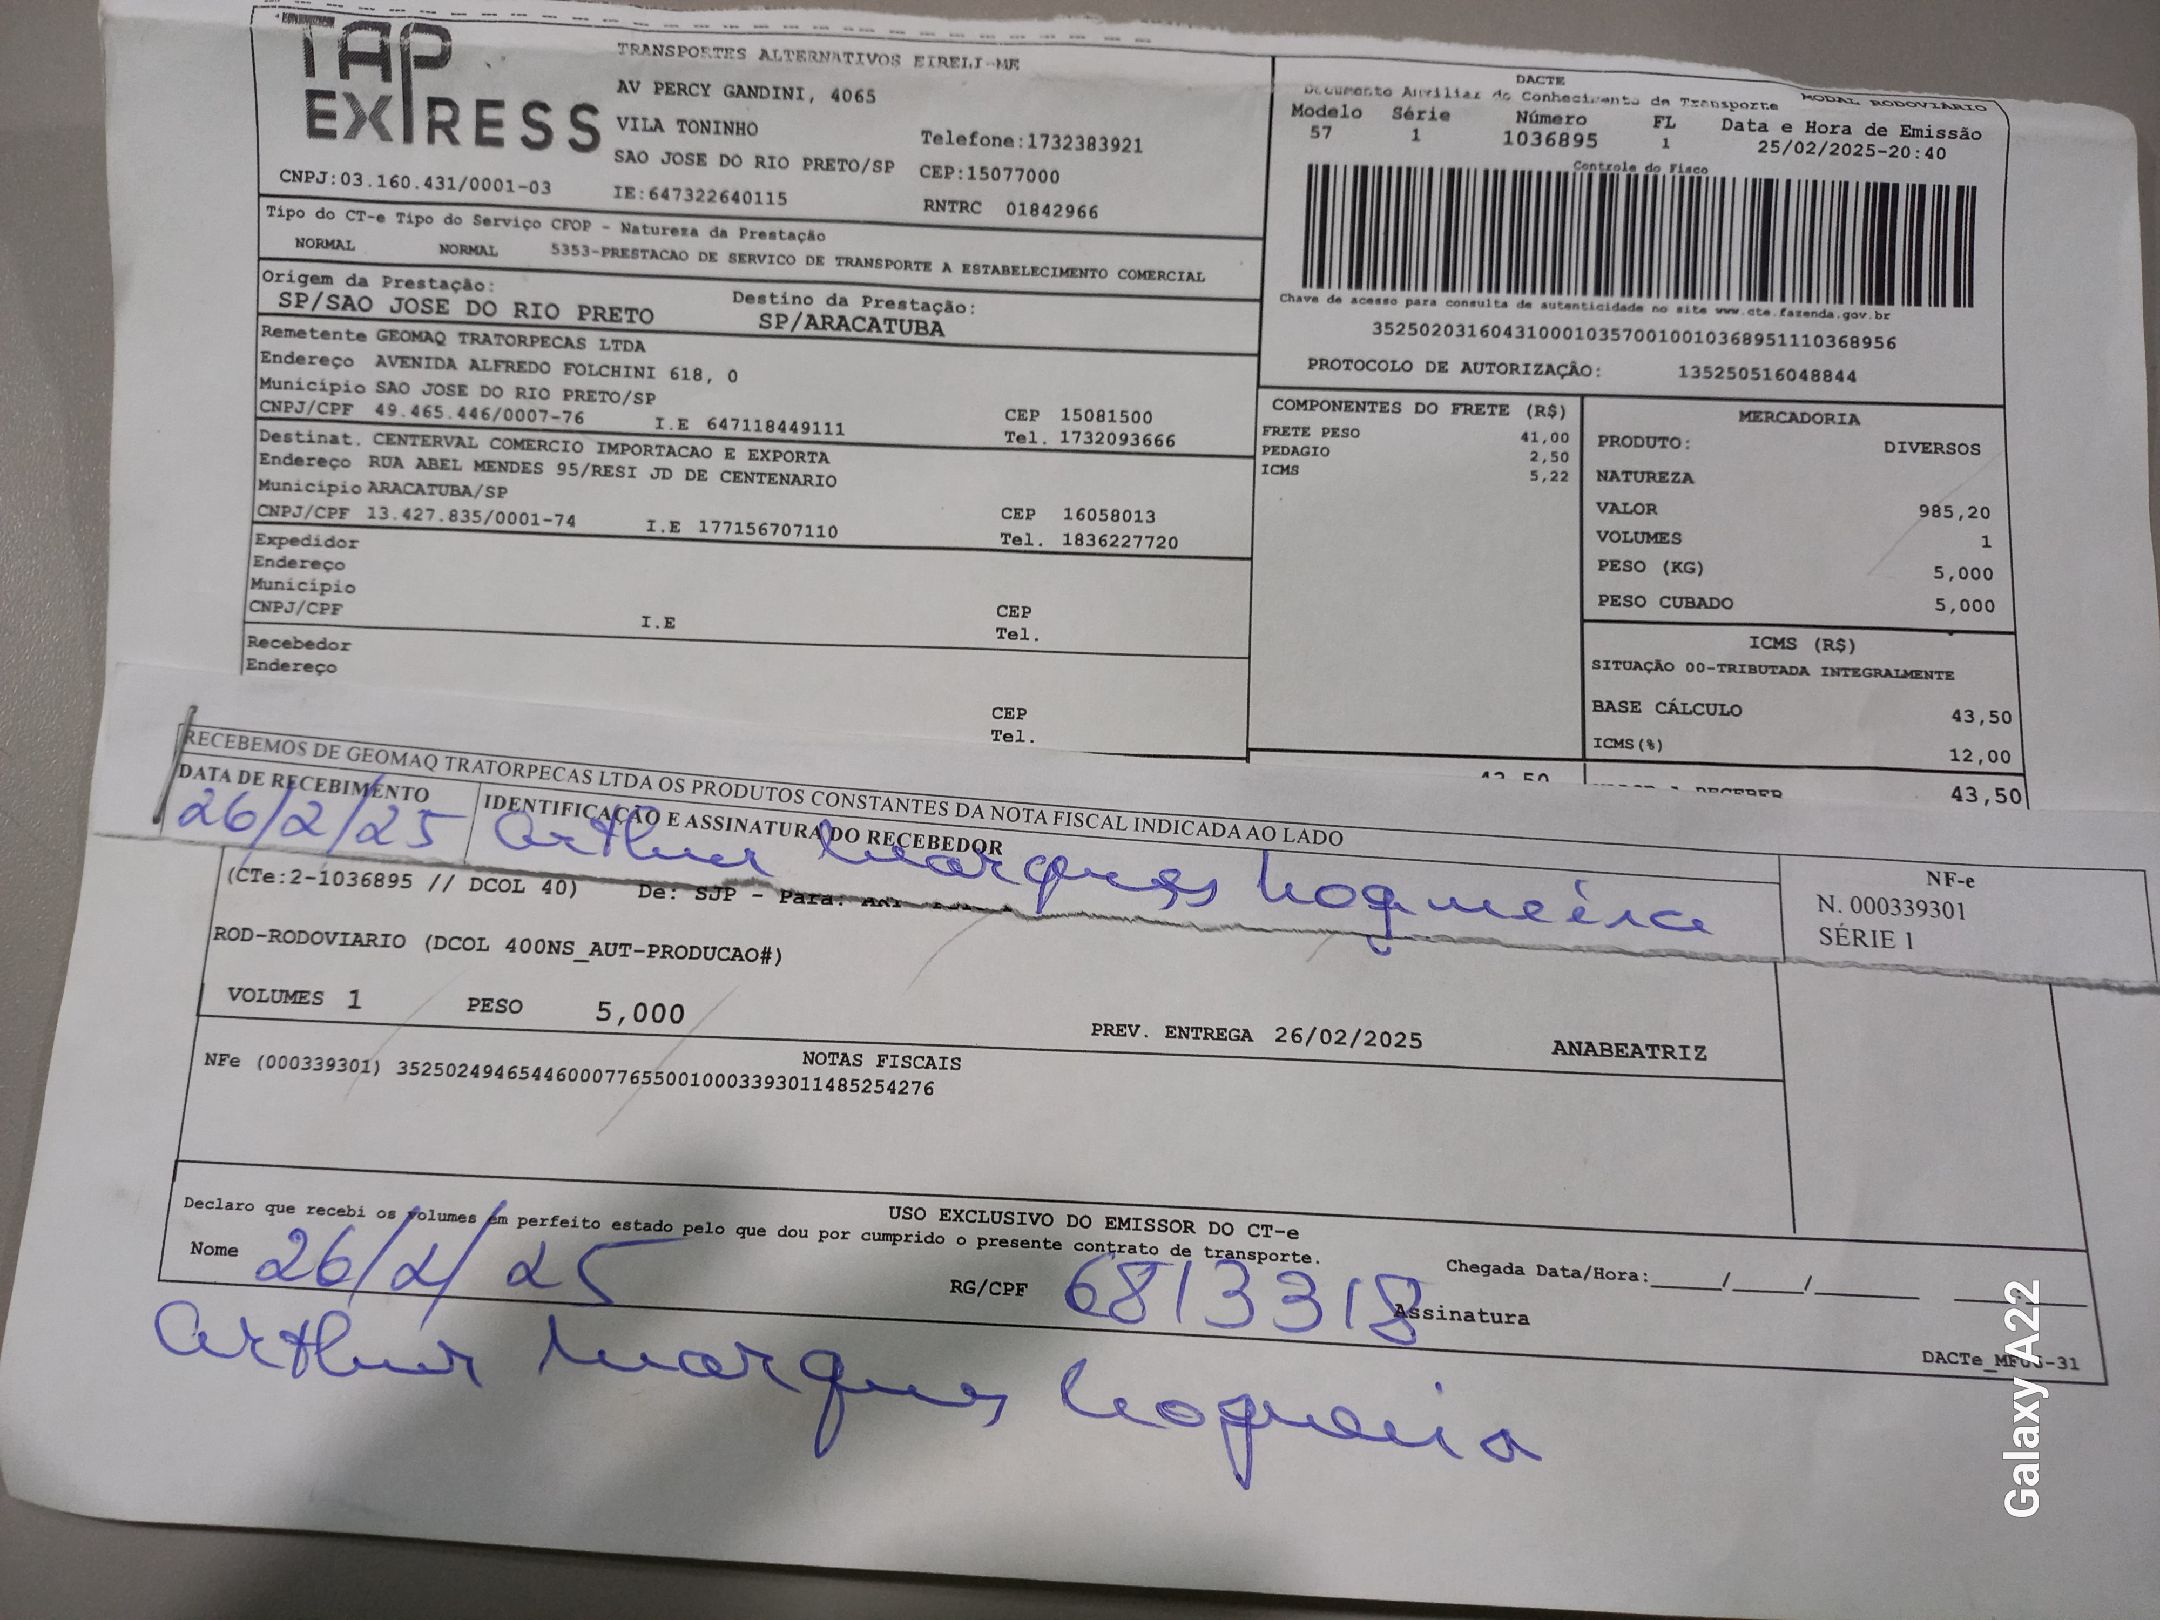 TAP EXPRESS
TRANSPORTES ALTERNATIVOS EIRELI-ME
AV PERCY GANDINI, 4065
VILA TONINHO
Telefone:1732383921
SAO JOSE DO RIO PRETO/SP CEP:15077000
CNPJ:03.160.431/0001-03 IE:647322640115 RNTRC 01842966
DACTE
Documento Auxiliar do Conhecimento de Transporte MODAL RODOVIÁRIO
Modelo Série Número FL Data e Hora de Emissão
57 1 1036895 1 25/02/2025-20:40
Controle do Fisco
Chave de acesso para consulta de autenticidade no site www.cte.fazenda.gov.br
35250203160431000103570010010368951110368956
PROTOCOLO DE AUTORIZAÇÃO: 135250516048844
Tipo do CT-e Tipo do Serviço CFOP - Natureza da Prestação
NORMAL NORMAL 5353-PRESTACAO DE SERVICO DE TRANSPORTE A ESTABELECIMENTO COMERCIAL
Origem da Prestação: Destino da Prestação:
SP/SAO JOSE DO RIO PRETO SP/ARACATUBA
Remetente GEOMAQ TRATORPECAS LTDA
Endereço AVENIDA ALFREDO FOLCHINI 618, 0
Município SAO JOSE DO RIO PRETO/SP CEP 15081500
CNPJ/CPF 49.465.446/0007-76 I.E 647118449111 Tel. 1732093666
Destinat. CENTERVAL COMERCIO IMPORTACAO E EXPORTA
Endereço RUA ABEL MENDES 95/RESI JD DE CENTENARIO
Município ARACATUBA/SP CEP 16058013
CNPJ/CPF 13.427.835/0001-74 I.E 177156707110 Tel. 1836227720
Expedidor
Endereço
Município CEP
CNPJ/CPF I.E Tel.
Recebedor
Endereço
CEP
Tel.
COMPONENTES DO FRETE (R$)
FRETE PESO 41,00
PEDAGIO 2,50
ICMS 5,22
MERCADORIA
PRODUTO: DIVERSOS
NATUREZA
VALOR 985,20
VOLUMES 1
PESO (KG) 5,000
PESO CUBADO 5,000
ICMS (R$)
SITUAÇÃO 00-TRIBUTADA INTEGRALMENTE
BASE CÁLCULO 43,50
ICMS(%) 12,00
43,50 RECEBER 43,50
RECEBEMOS DE GEOMAQ TRATORPECAS LTDA OS PRODUTOS CONSTANTES DA NOTA FISCAL INDICADA AO LADO
DATA DE RECEBIMENTO IDENTIFICAÇÃO E ASSINATURA DO RECEBEDOR
26/2/25 Arthur Marques Nogueira
NF-e
N. 000339301
SÉRIE 1
(CTe:2-1036895 // DCOL 40) De: SJP - Para:
ROD-RODOVIARIO (DCOL 400NS_AUT-PRODUCAO#)
VOLUMES 1 PESO 5,000 PREV. ENTREGA 26/02/2025 ANABEATRIZ
NOTAS FISCAIS
NFe (000339301) 35250249465446000776550010003393011485254276
USO EXCLUSIVO DO EMISSOR DO CT-e
Declaro que recebi os volumes em perfeito estado pelo que dou por cumprido o presente contrato de transporte.
Nome 26/2/25 RG/CPF 6813318 Assinatura Chegada Data/Hora:_____/_____/_______
Arthur Marques Nogueira
Galaxy A22